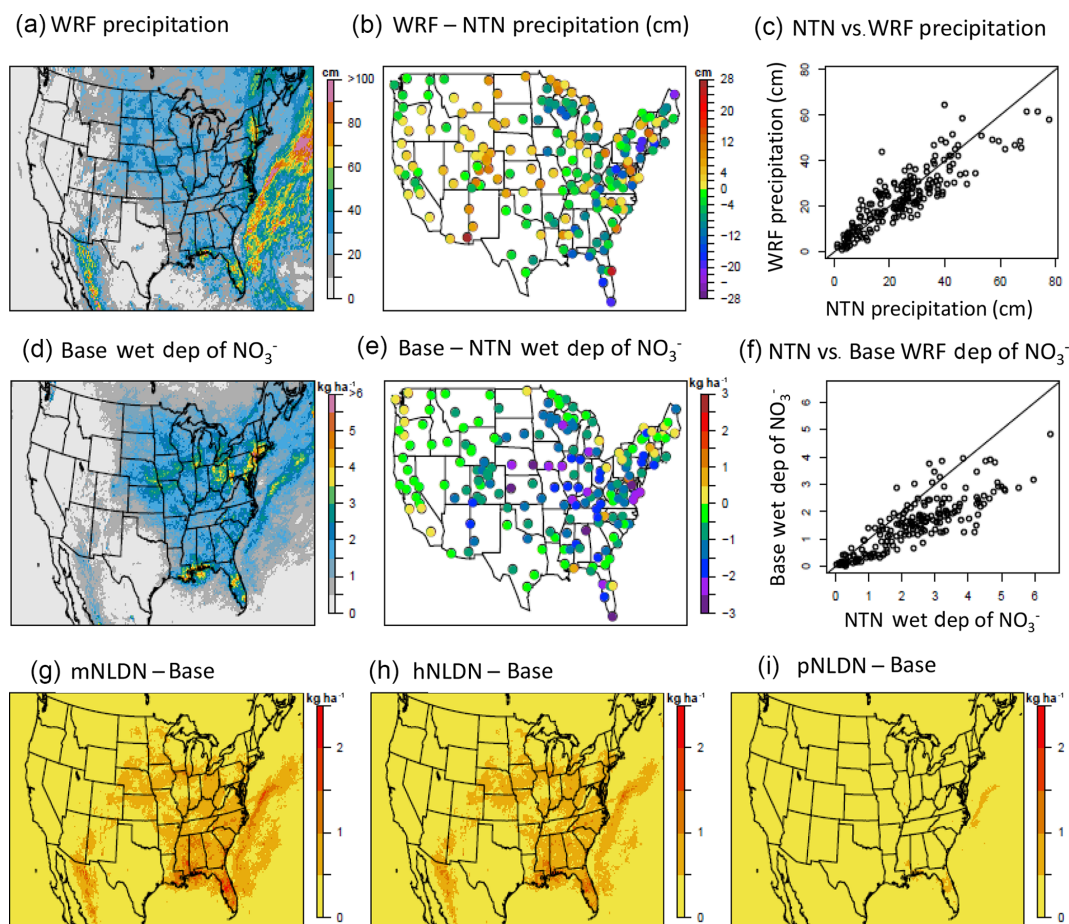 (a) WRF precipitation
(b) WRF – NTN precipitation (cm)
(c) NTN vs. WRF precipitation
cm
>100
80
60
40
20
0
cm
28
20
12
4
0
-4
-12
-20
-28
WRF precipitation (cm)
80
60
40
20
0
0 20 40 60 80
NTN precipitation (cm)
(d) Base wet dep of NO₃⁻
(e) Base – NTN wet dep of NO₃⁻
(f) NTN vs. Base WRF dep of NO₃⁻
kg ha⁻¹
>6
5
4
3
2
1
0
kg ha⁻¹
3
2
1
0
-1
-2
-3
Base wet dep of NO₃⁻
6
5
4
3
2
1
0
0 1 2 3 4 5 6
NTN wet dep of NO₃⁻
(g) mNLDN – Base
(h) hNLDN – Base
(i) pNLDN – Base
kg ha⁻¹
2
1
0
kg ha⁻¹
2
1
0
kg ha⁻¹
2
1
0